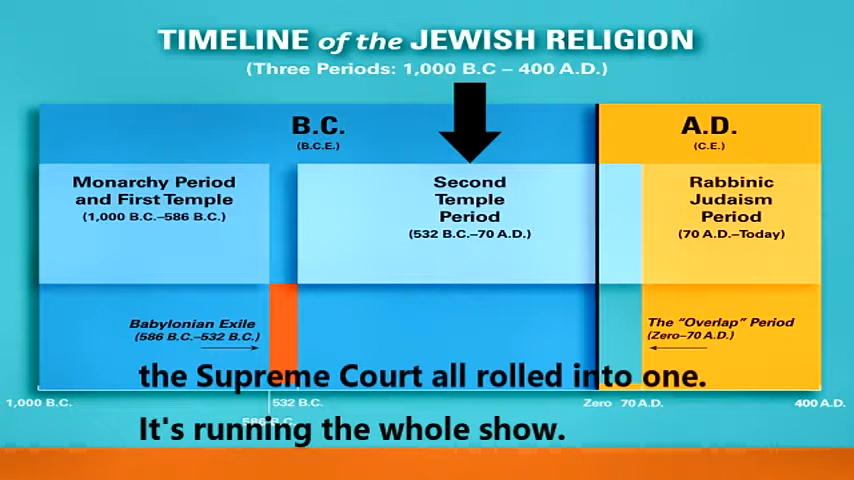 TIMELINE of the JEWISH RELIGION
(Three Periods: 1,000 B.C – 400 A.D.)
B.C.
(B.C.E.)
A.D.
(C.E.)
Monarchy Period
and First Temple
(1,000 B.C.–586 B.C.)
Second
Temple
Period
(532 B.C.–70 A.D.)
Rabbinic
Judaism
Period
(70 A.D.–Today)
Babylonian Exile
(586 B.C.–532 B.C.)
The "Overlap" Period
(Zero–70 A.D.)
the Supreme Court all rolled into one.
1,000 B.C. 532 B.C. Zero 70 A.D. 400 A.D.
586 B.C.
It's running the whole show.